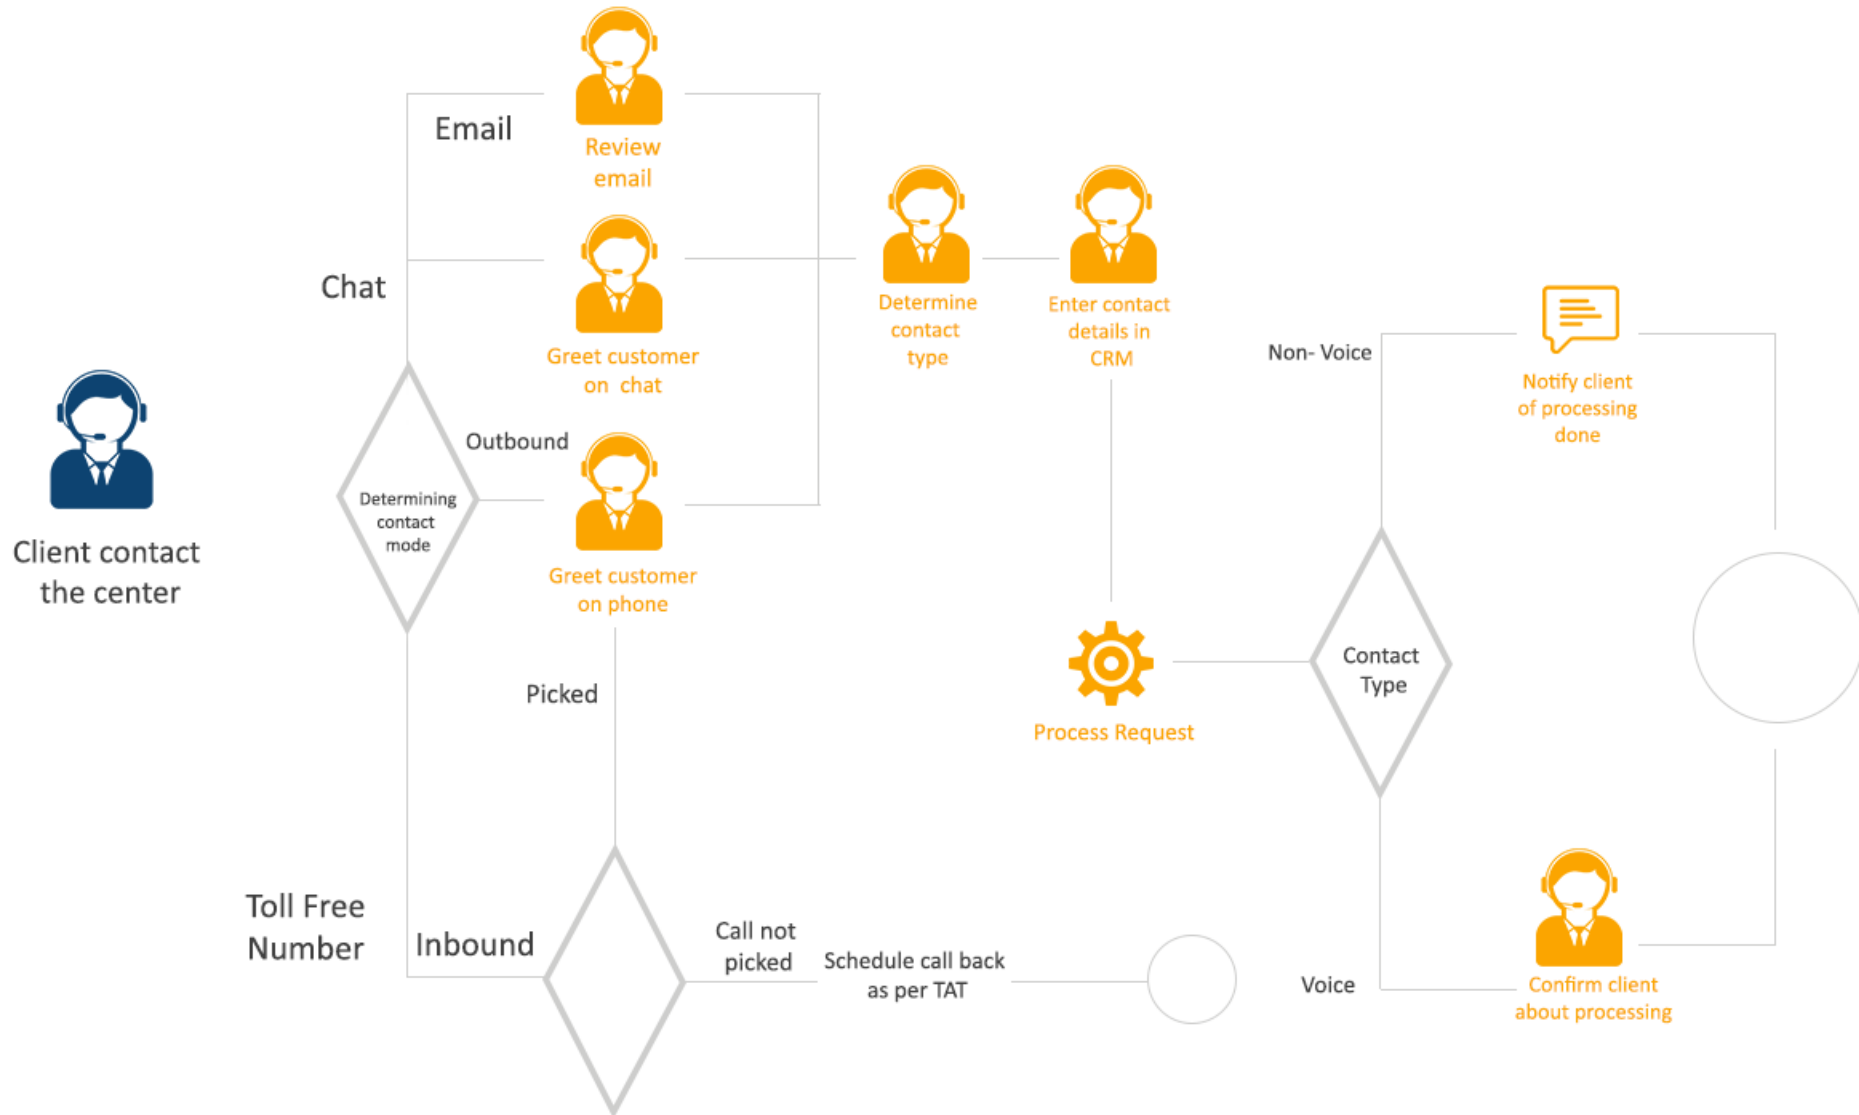 Email
Review
email
Chat
Greet customer
on chat
Determine
contact
type
Enter contact
details in
CRM
Non- Voice
Notify client
of processing
done
Client contact
the center
Determining
contact
mode
Outbound
Greet customer
on phone
Picked
Process Request
Contact
Type
Toll Free
Number
Inbound
Call not
picked
Schedule call back
as per TAT
Voice
Confirm client
about processing